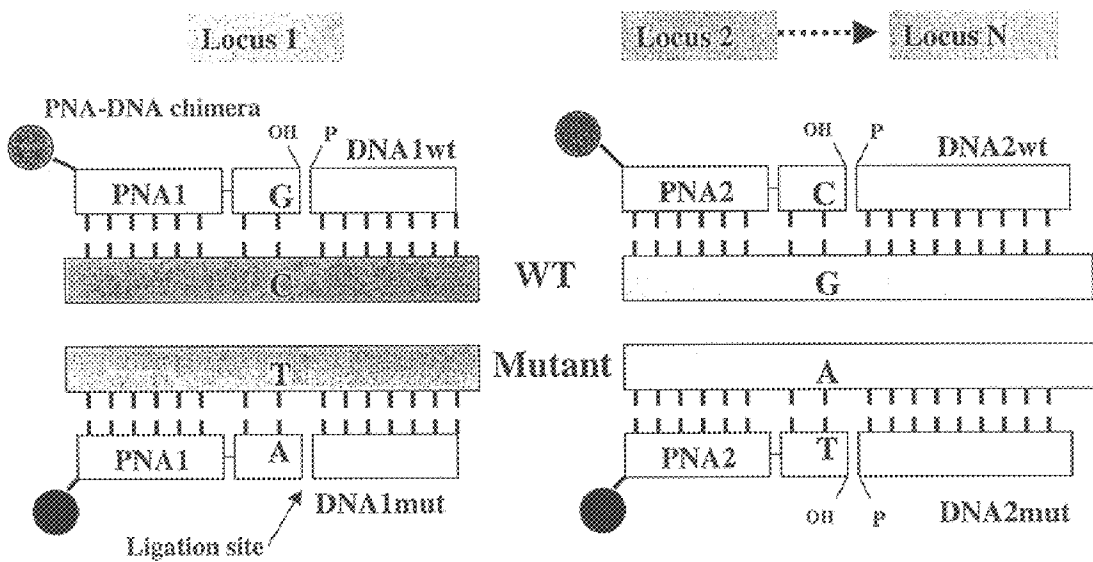 Locus 1
Locus 2
Locus N
PNA-DNA chimera
OH
P
DNA1wt
PNA1
G
C
OH
P
DNA2wt
PNA2
C
G
WT
Mutant
T
PNA1
A
DNA1mut
Ligation site
A
PNA2
T
OH
P
DNA2mut